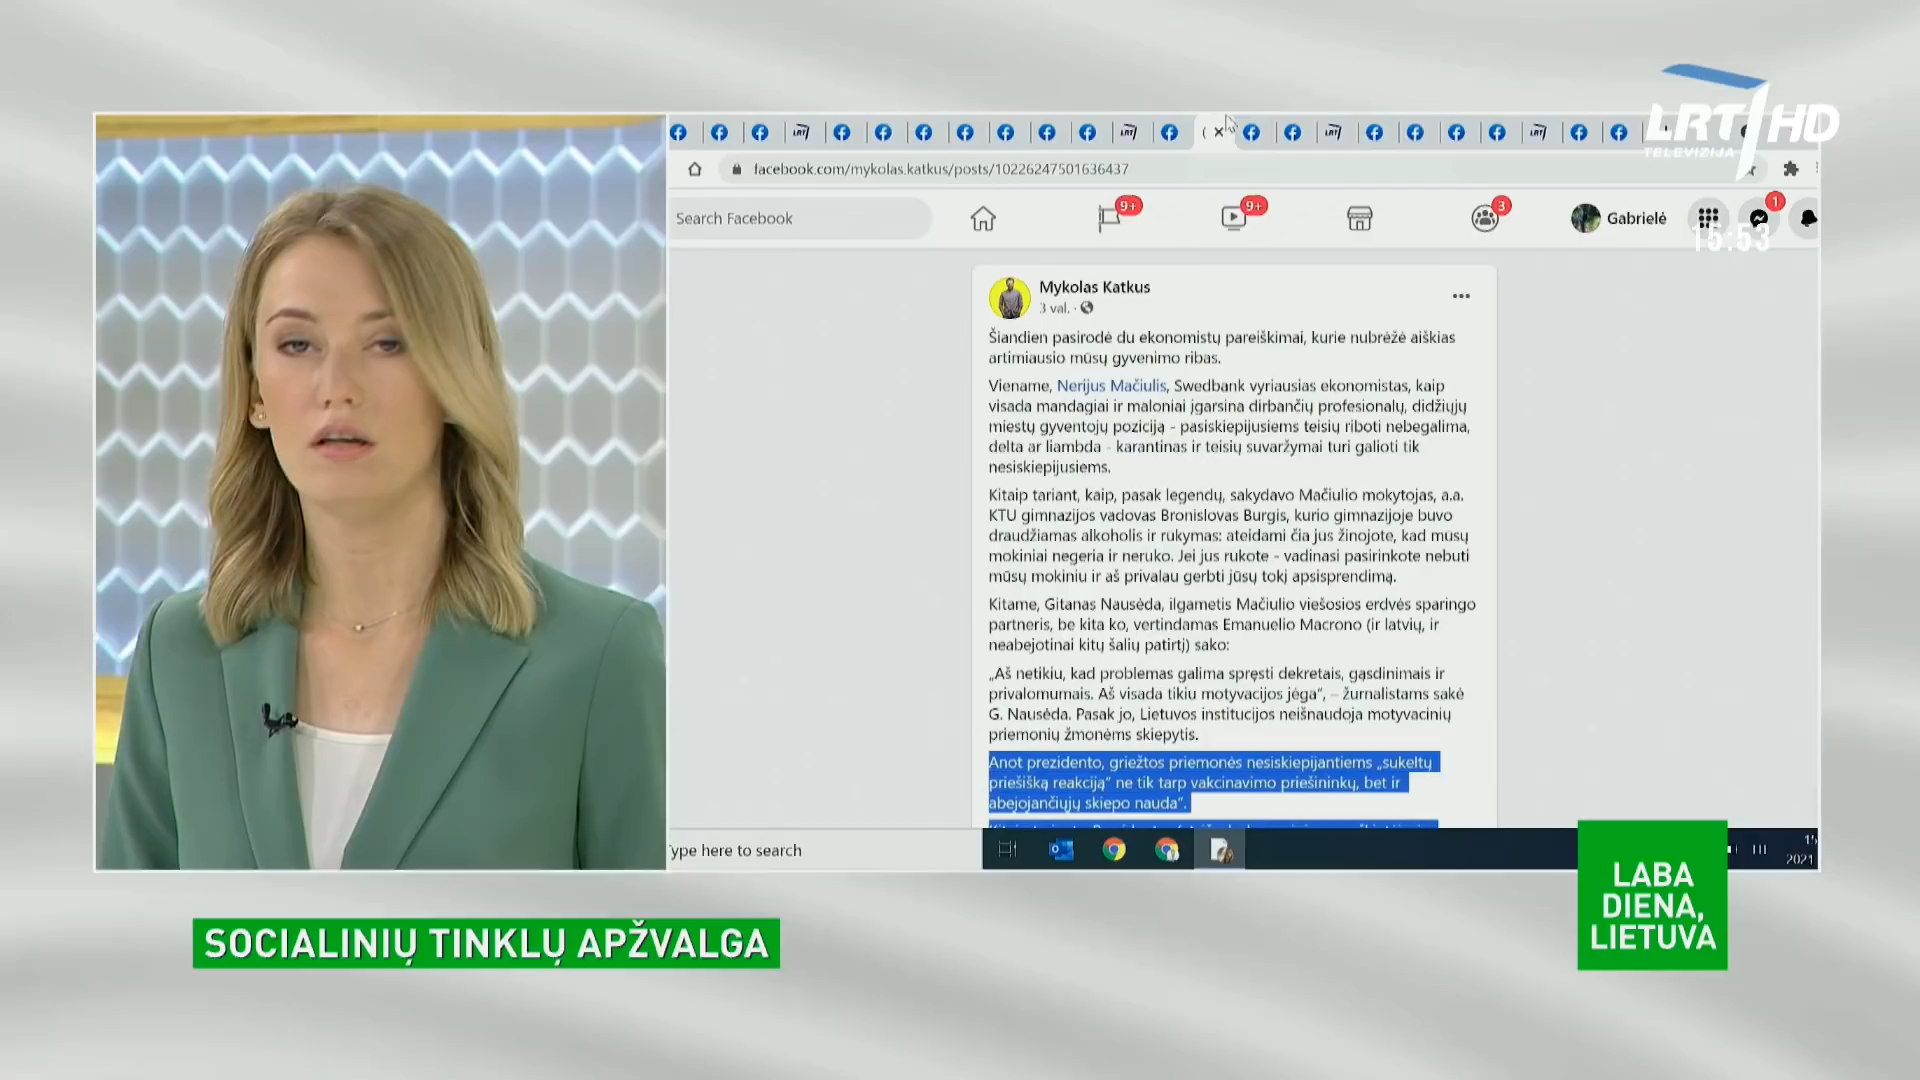 LRT HD
TELEVIZIJA
15:53
facebook.com/mykolas.katkus/posts/10226247501636437
Search Facebook
9+
9+
3
Gabrielė
1
Mykolas Katkus
3 val. ·
Šiandien pasirodė du ekonomistų pareiškimai, kurie nubrėžė aiškias
artimiausio mūsų gyvenimo ribas.
Viename, Nerijus Mačiulis, Swedbank vyriausias ekonomistas, kaip
visada mandagiai ir maloniai įgarsina dirbančių profesionalų, didžiųjų
miestų gyventojų poziciją - pasiskiepijusiems teisių riboti nebegalima,
delta ar liambda - karantinas ir teisių suvaržymai turi galioti tik
nesiskiepijusiems.
Kitaip tariant, kaip, pasak legendų, sakydavo Mačiulio mokytojas, a.a.
KTU gimnazijos vadovas Bronislovas Burgis, kurio gimnazijoje buvo
draudžiamas alkoholis ir rukymas: ateidami čia jus žinojote, kad musų
mokiniai negeria ir neruko. Jei jus rukote - vadinasi pasirinkote nebuti
mūsų mokiniu ir aš privalau gerbti jūsų tokį apsisprendimą.
Kitame, Gitanas Nausėda, ilgametis Mačiulio viešosios erdvės sparingo
partneris, be kita ko, vertindamas Emanuelio Macrono (ir latvių, ir
neabejotinai kitų šalių patirtį) sako:
„Aš netikiu, kad problemas galima spręsti dekretais, gąsdinimais ir
privalomumais. Aš visada tikiu motyvacijos jėga“, – žurnalistams sakė
G. Nausėda. Pasak jo, Lietuvos institucijos neišnaudoja motyvacinių
priemonių žmonėms skiepytis.
Anot prezidento, griežtos priemonės nesiskiepijantiems „sukeltų
priešišką reakciją“ ne tik tarp vakcinavimo priešininkų, bet ir
abejojančiųjų skiepo nauda“.
ype here to search
2021
LABA
DIENA,
LIETUVA
SOCIALINIŲ TINKLŲ APŽVALGA